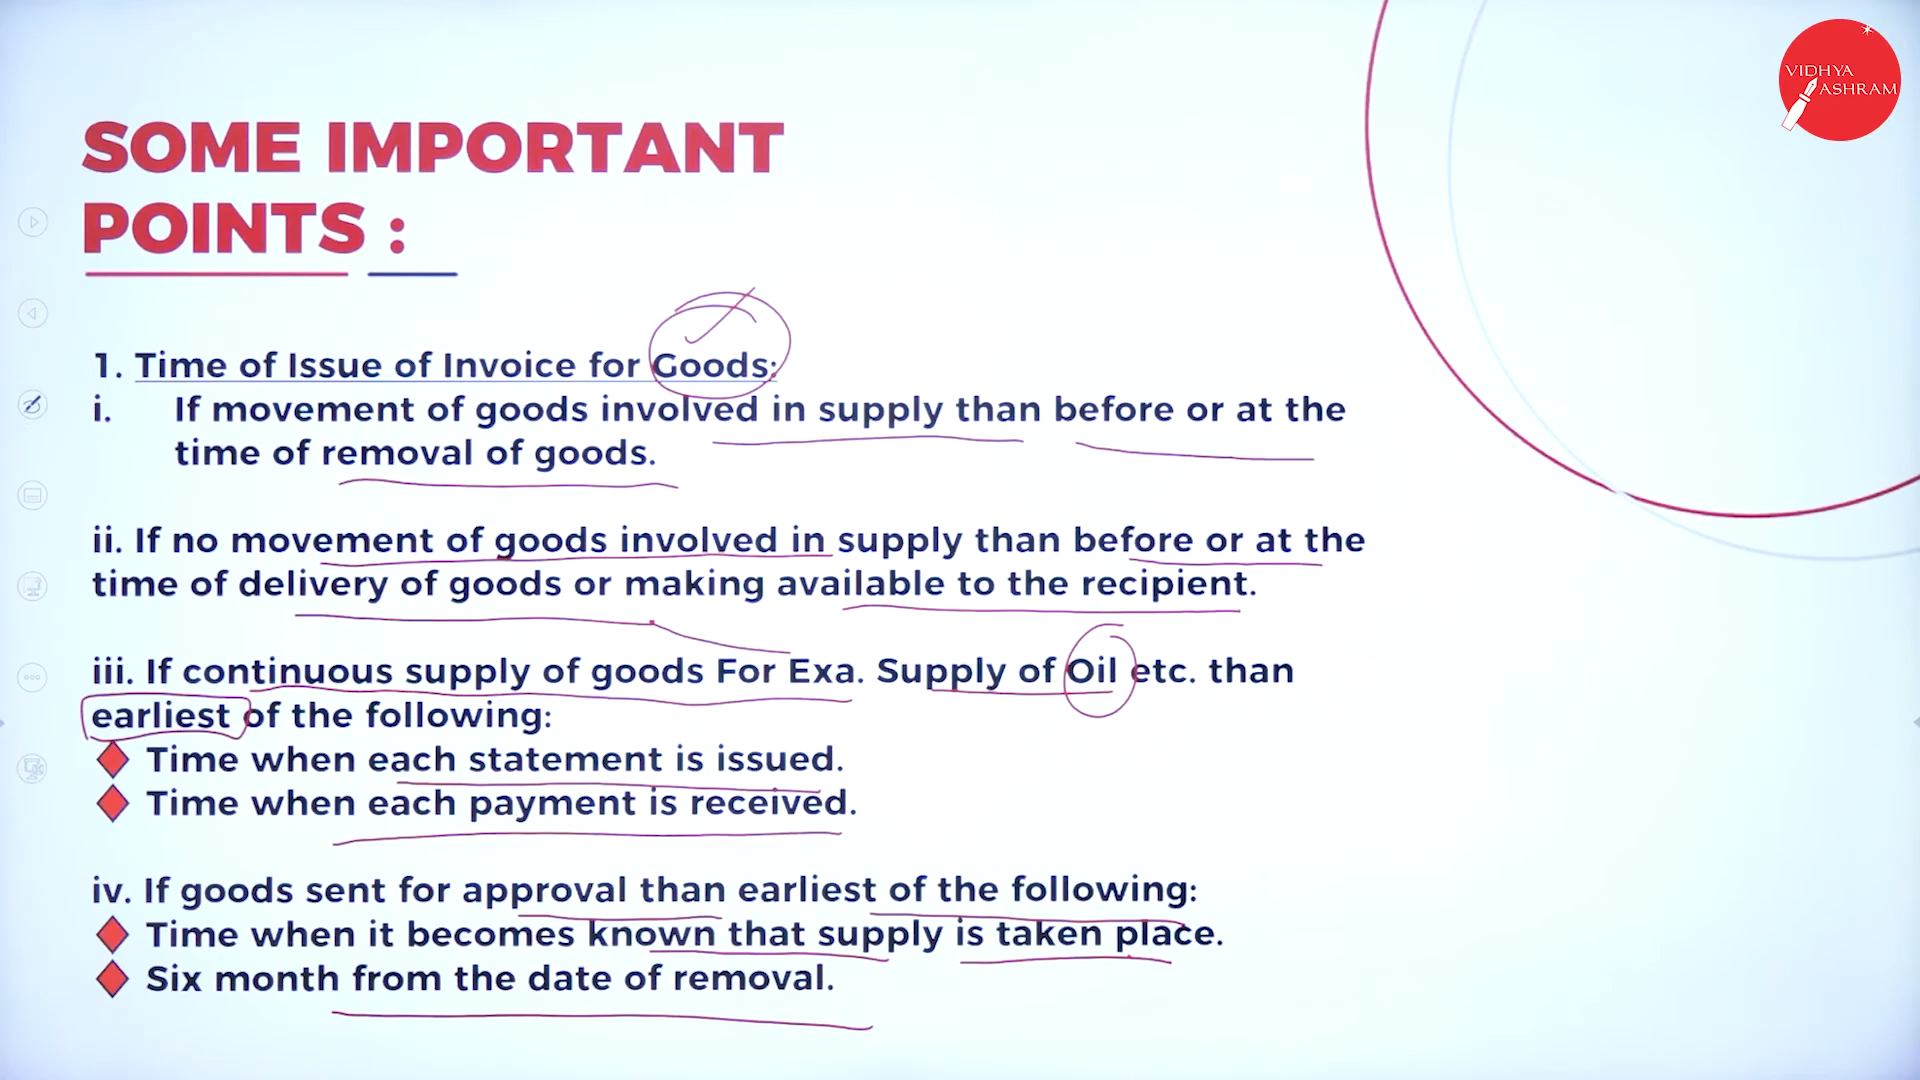 VIDHYA
ASHRAM
SOME IMPORTANT
POINTS :
1. Time of Issue of Invoice for Goods:
i. If movement of goods involved in supply than before or at the
time of removal of goods.
ii. If no movement of goods involved in supply than before or at the
time of delivery of goods or making available to the recipient.
iii. If continuous supply of goods For Exa. Supply of Oil etc. than
earliest of the following:
Time when each statement is issued.
Time when each payment is received.
iv. If goods sent for approval than earliest of the following:
Time when it becomes known that supply is taken place.
Six month from the date of removal.